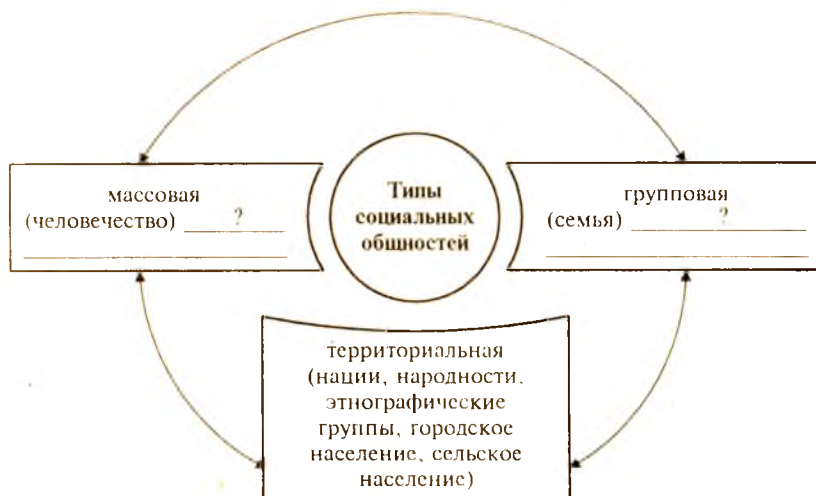 Типы
социальных
общностей
массовая
(человечество) ?
групповая
(семья) ?
территориальная
(нации, народности,
этнографические
группы, городское
население, сельское
население)